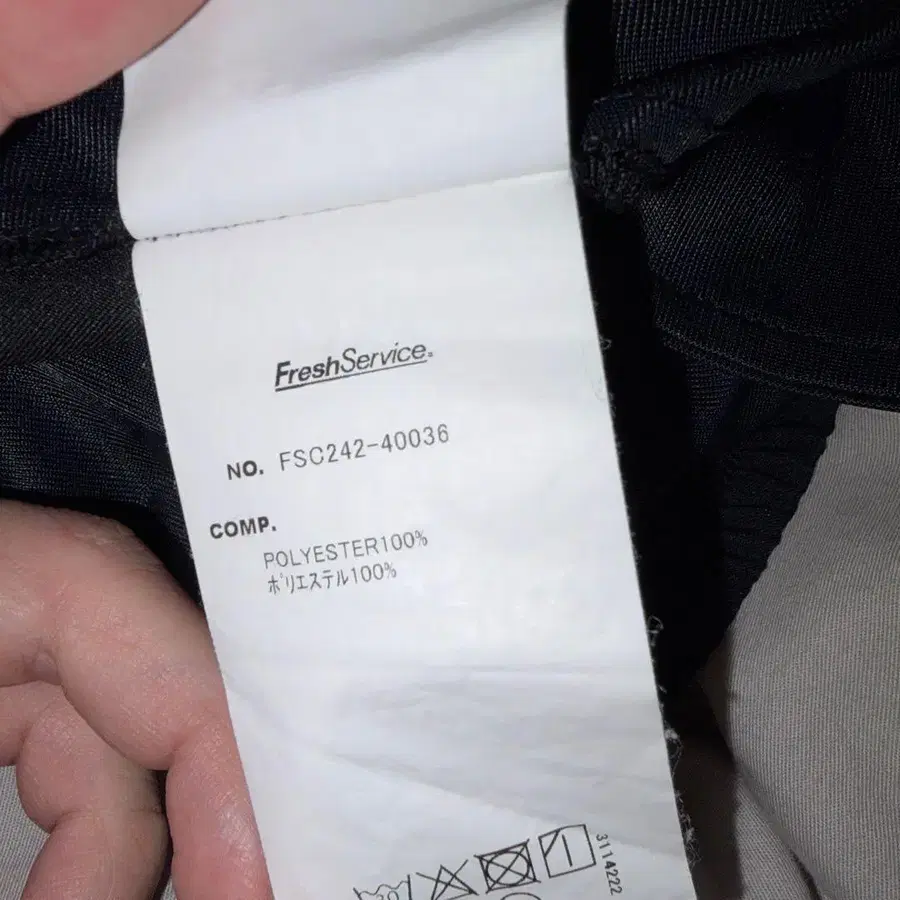 FreshService.
NO. FSC242-40036
COMP.
POLYESTER100%
ポリエステル100%
3114222